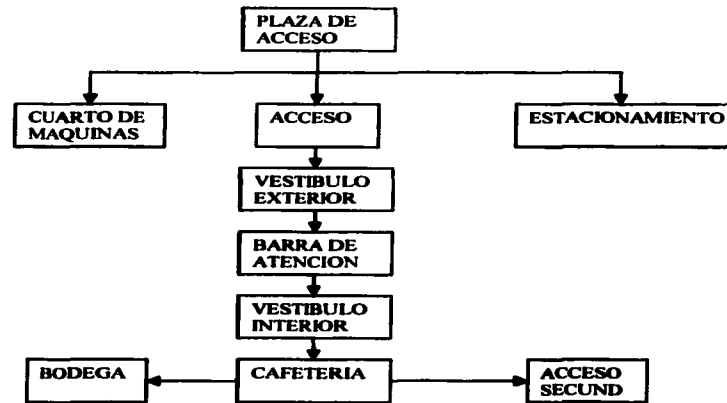 PLAZA DE
ACCESO
CUARTO DE
MAQUINAS
ACCESO
ESTACIONAMIENTO
VESTIBULO
EXTERIOR
BARRA DE
ATENCION
VESTIBULO
INTERIOR
BODEGA
CAFETERIA
ACCESO
SECUND